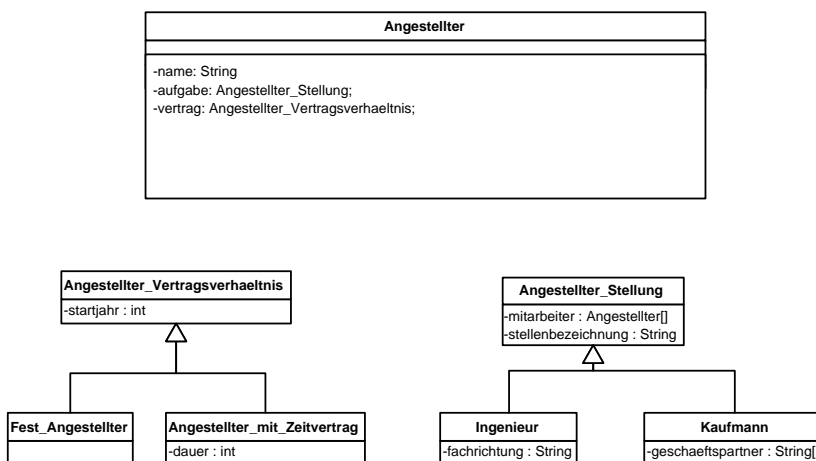 Angestellter
-name: String
-aufgabe: Angestellter_Stellung;
-vertrag: Angestellter_Vertragsverhaeltnis;
Angestellter_Vertragsverhaeltnis
-startjahr : int
Angestellter_Stellung
-mitarbeiter : Angestellter[]
-stellenbezeichnung : String
Fest_Angestellter
Angestellter_mit_Zeitvertrag
-dauer : int
Ingenieur
-fachrichtung : String
Kaufmann
-geschaeftspartner : String[